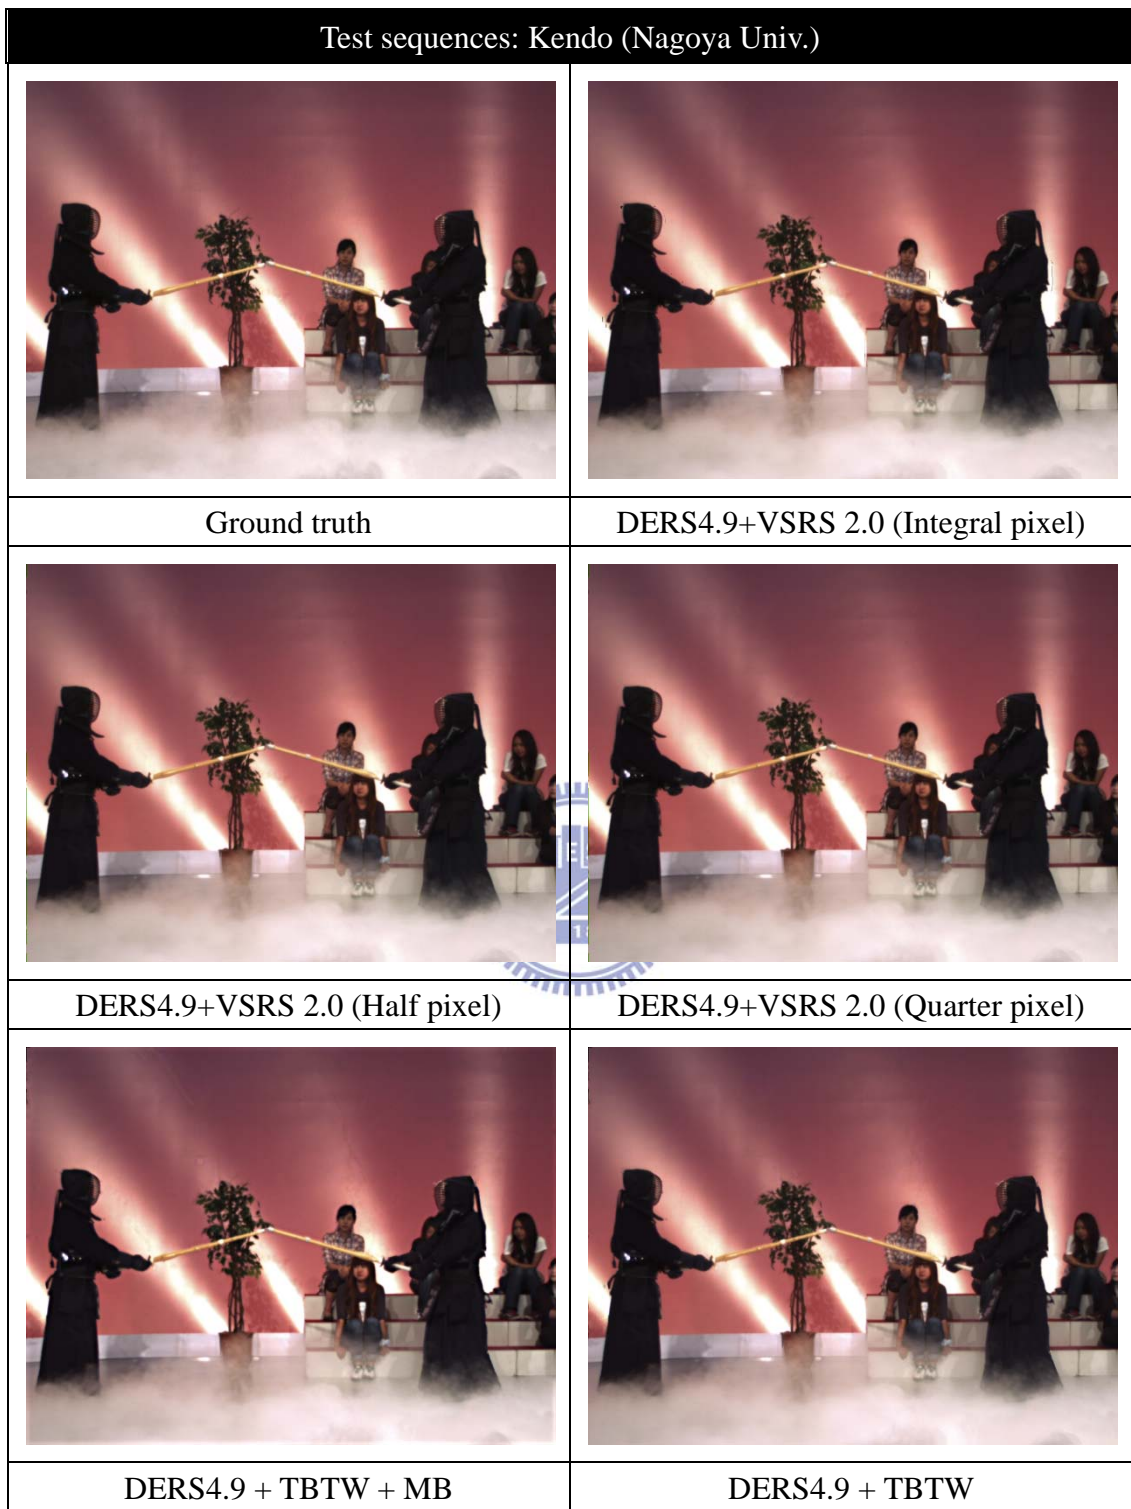 Test sequences: Kendo (Nagoya Univ.)
Ground truth
DERS4.9+VSRS 2.0 (Integral pixel)
DERS4.9+VSRS 2.0 (Half pixel)
DERS4.9+VSRS 2.0 (Quarter pixel)
DERS4.9 + TBTW + MB
DERS4.9 + TBTW